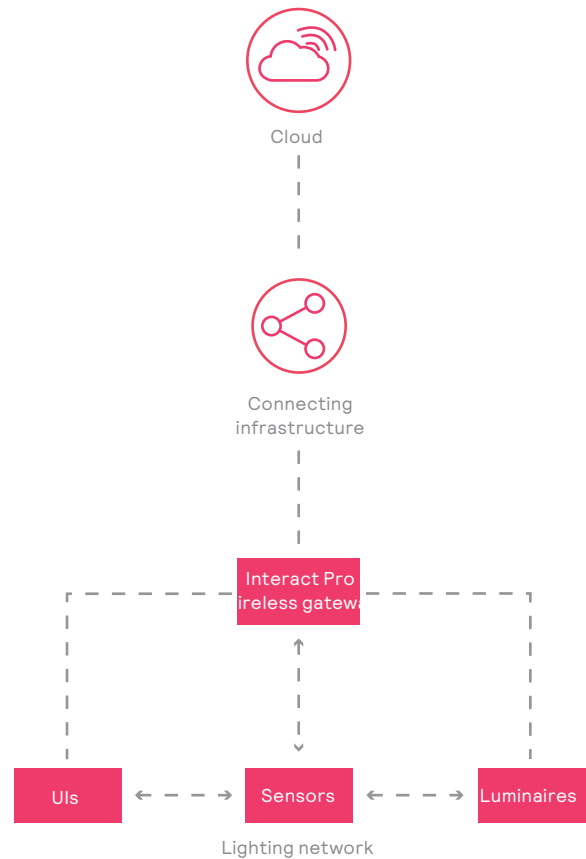 Cloud
Connecting
infrastructure
Interact Pro
ireless gatewa
UIs
Sensors
Luminaires
Lighting network